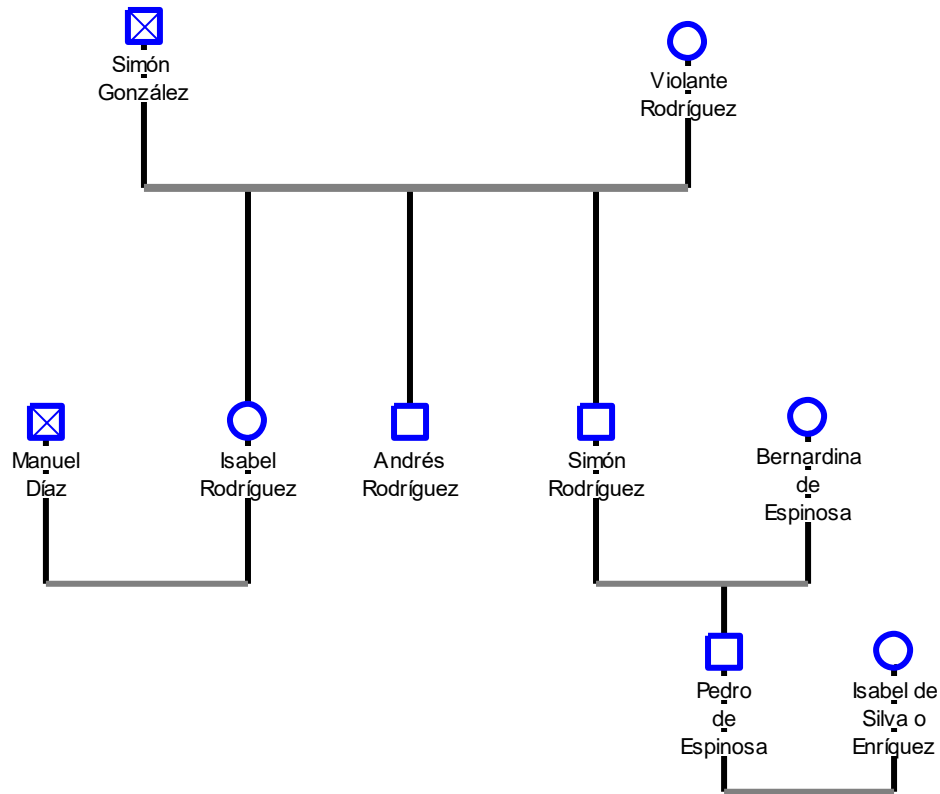 Simón
González
Violante
Rodríguez
Manuel
Díaz
Isabel
Rodríguez
Andrés
Rodríguez
Simón
Rodríguez
Bernardina
de
Espinosa
Pedro
de
Espinosa
Isabel de
Silva o
Enríquez